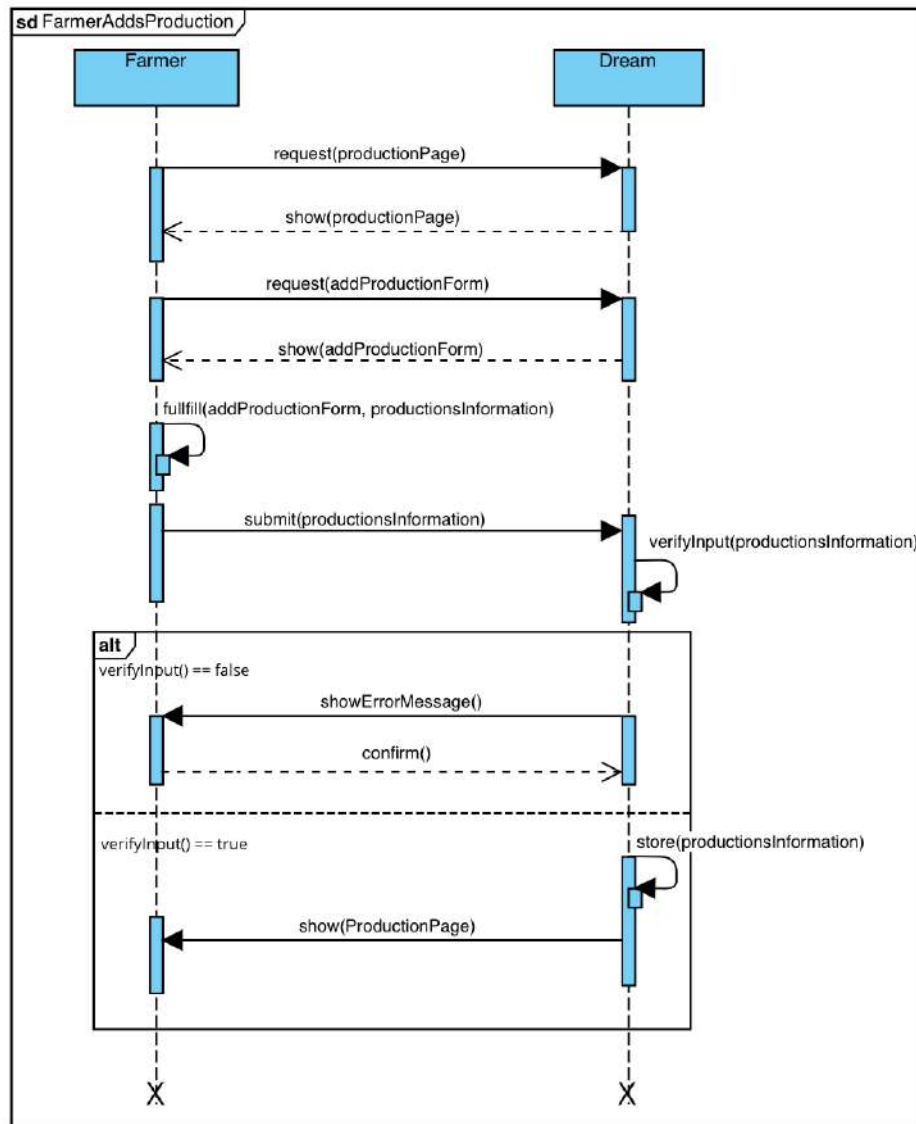 sd FarmerAddsProduction
Farmer
Dream
request(productionPage)
show(productionPage)
request(addProductionForm)
show(addProductionForm)
fullfill(addProductionForm, productionsInformation)
submit(productionsInformation)
verifyInput(productionsInformation)
alt
verifyInput() == false
showErrorMessage()
confirm()
verifyInput() == true
store(productionsInformation)
show(ProductionPage)